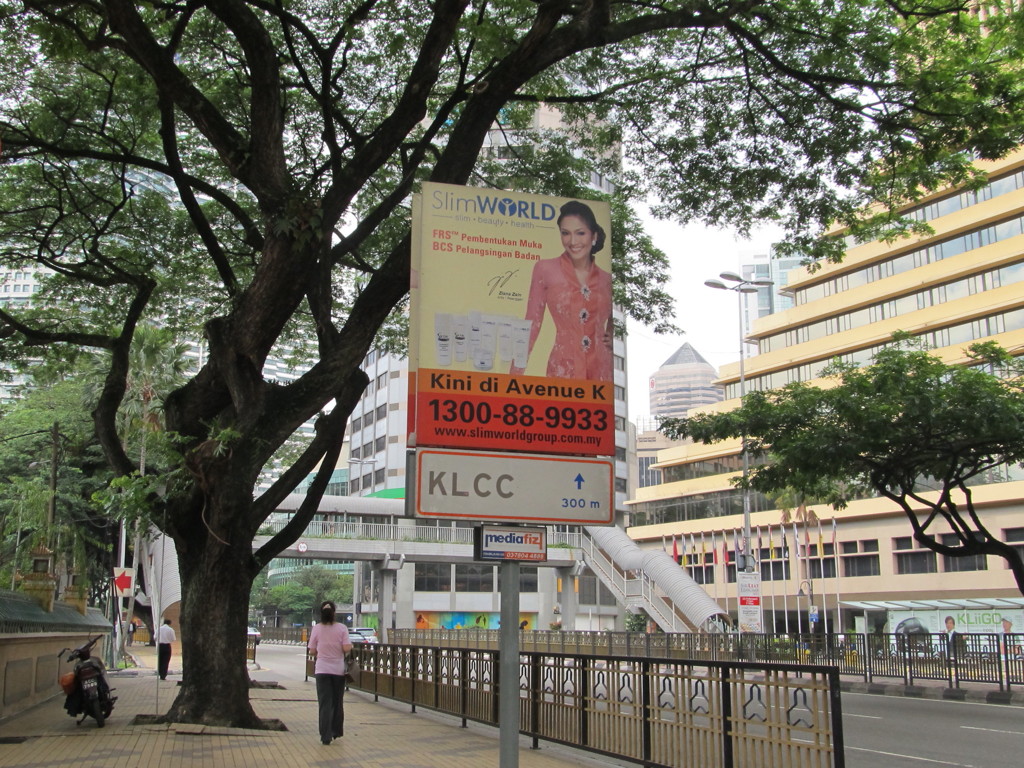 SlimWORLD
slim • beauty • health
FRS™ Pembentukan Muka
BCS Pelangsingan Badan
Kini di Avenue K
1300-88-9933
www.slimworldgroup.com.my
KLCC
300 m
mediafiz
KLiiGO